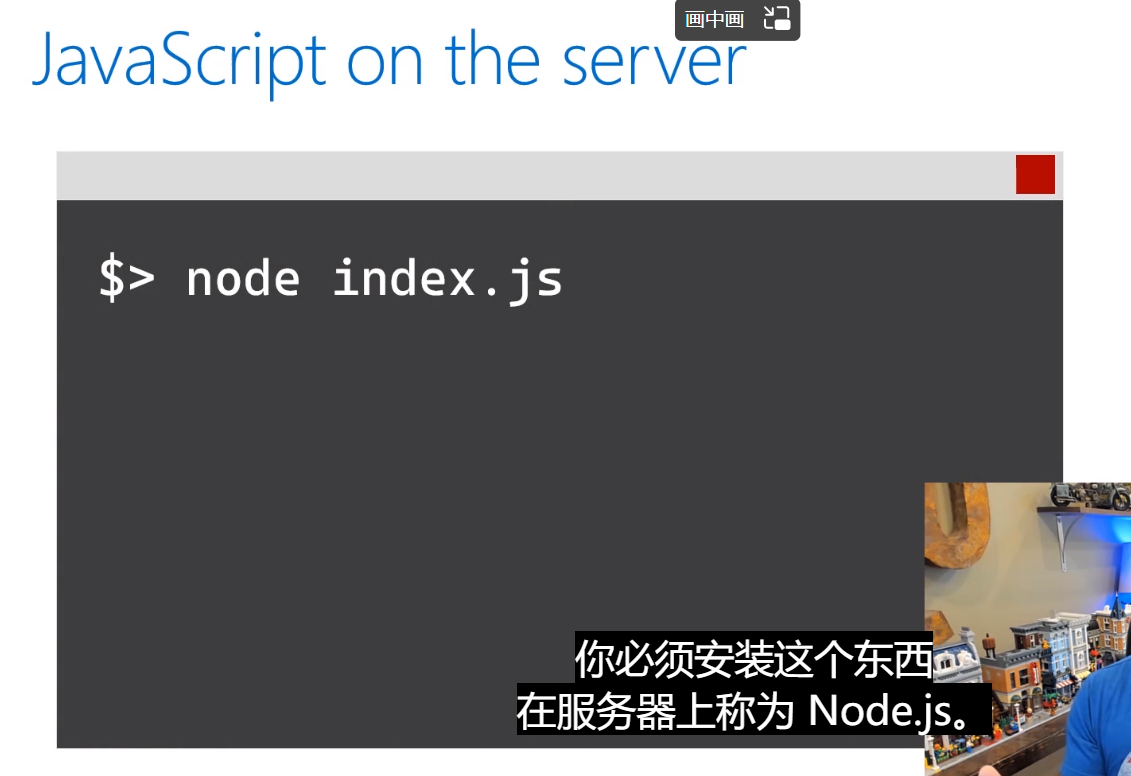 画中画
JavaScript on the server
$> node index.js
你必须安装这个东西
在服务器上称为 Node.js。